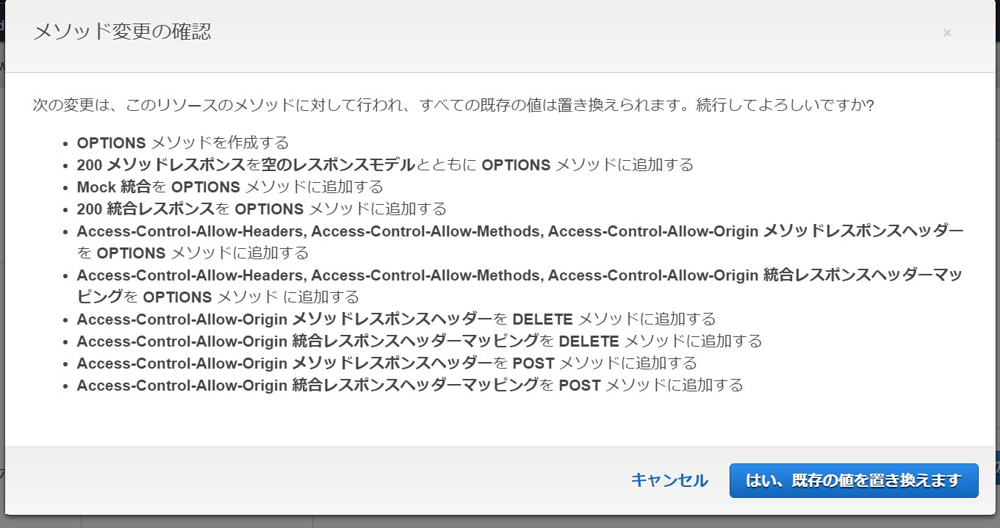 メソッド変更の確認
×
次の変更は、このリソースのメソッドに対して行われ、すべての既存の値は置き換えられます。続行してよろしいですか?
• OPTIONS メソッドを作成する
• 200 メソッドレスポンスを空のレスポンスモデルとともに OPTIONS メソッドに追加する
• Mock 統合を OPTIONS メソッドに追加する
• 200 統合レスポンスを OPTIONS メソッドに追加する
• Access-Control-Allow-Headers, Access-Control-Allow-Methods, Access-Control-Allow-Origin メソッドレスポンスヘッダー
を OPTIONS メソッドに追加する
• Access-Control-Allow-Headers, Access-Control-Allow-Methods, Access-Control-Allow-Origin 統合レスポンスヘッダーマッ
ピングを OPTIONS メソッド に追加する
• Access-Control-Allow-Origin メソッドレスポンスヘッダーを DELETE メソッドに追加する
• Access-Control-Allow-Origin 統合レスポンスヘッダーマッピングを DELETE メソッドに追加する
• Access-Control-Allow-Origin メソッドレスポンスヘッダーを POST メソッドに追加する
• Access-Control-Allow-Origin 統合レスポンスヘッダーマッピングを POST メソッドに追加する
キャンセル
はい、既存の値を置き換えます